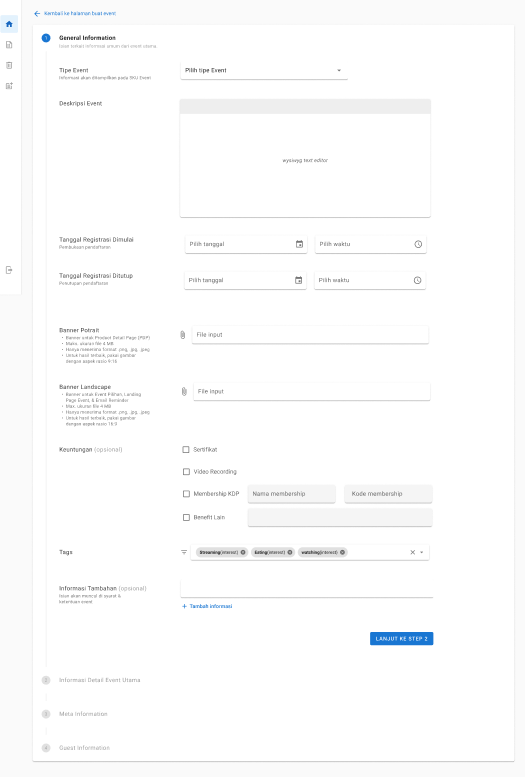 Kembali ke halaman buat event
1
General Information
Isian terkait informasi umum dari event utama.
Tipe Event
Informasi akan ditampilkan pada SKU Event
Pilih tipe Event
Deskripsi Event
wysiwyg text editor
Tanggal Registrasi Dimulai
Pembukaan pendaftaran
Pilih tanggal
Pilih waktu
Tanggal Registrasi Ditutup
Penutupan pendaftaran
Pilih tanggal
Pilih waktu
Banner Potrait
• Banner untuk Product Detail Page (PDP)
• Maks. ukuran file 4 MB
• Hanya menerima format .png, .jpg, .jpeg
• Untuk hasil terbaik, pakai gambar
dengan aspek rasio 9:16
File input
Banner Landscape
• Banner untuk Event Pilihan, Landing
Page Event, & Email Reminder
• Max. ukuran file 4 MB
• Hanya menerima format .png, .jpg, .jpeg
• Untuk hasil terbaik, pakai gambar
dengan aspek rasio 16:9
File input
Keuntungan (opsional)
Sertifikat
Video Recording
Membership KDP
Nama membership
Kode membership
Benefit Lain
Tags
Streaming(interest)
Eating(interest)
watching(interest)
Informasi Tambahan (opsional)
Isian akan muncul di syarat &
ketentuan event
+ Tambah informasi
LANJUT KE STEP 2
2
Informasi Detail Event Utama
3
Meta Information
4
Guest Information